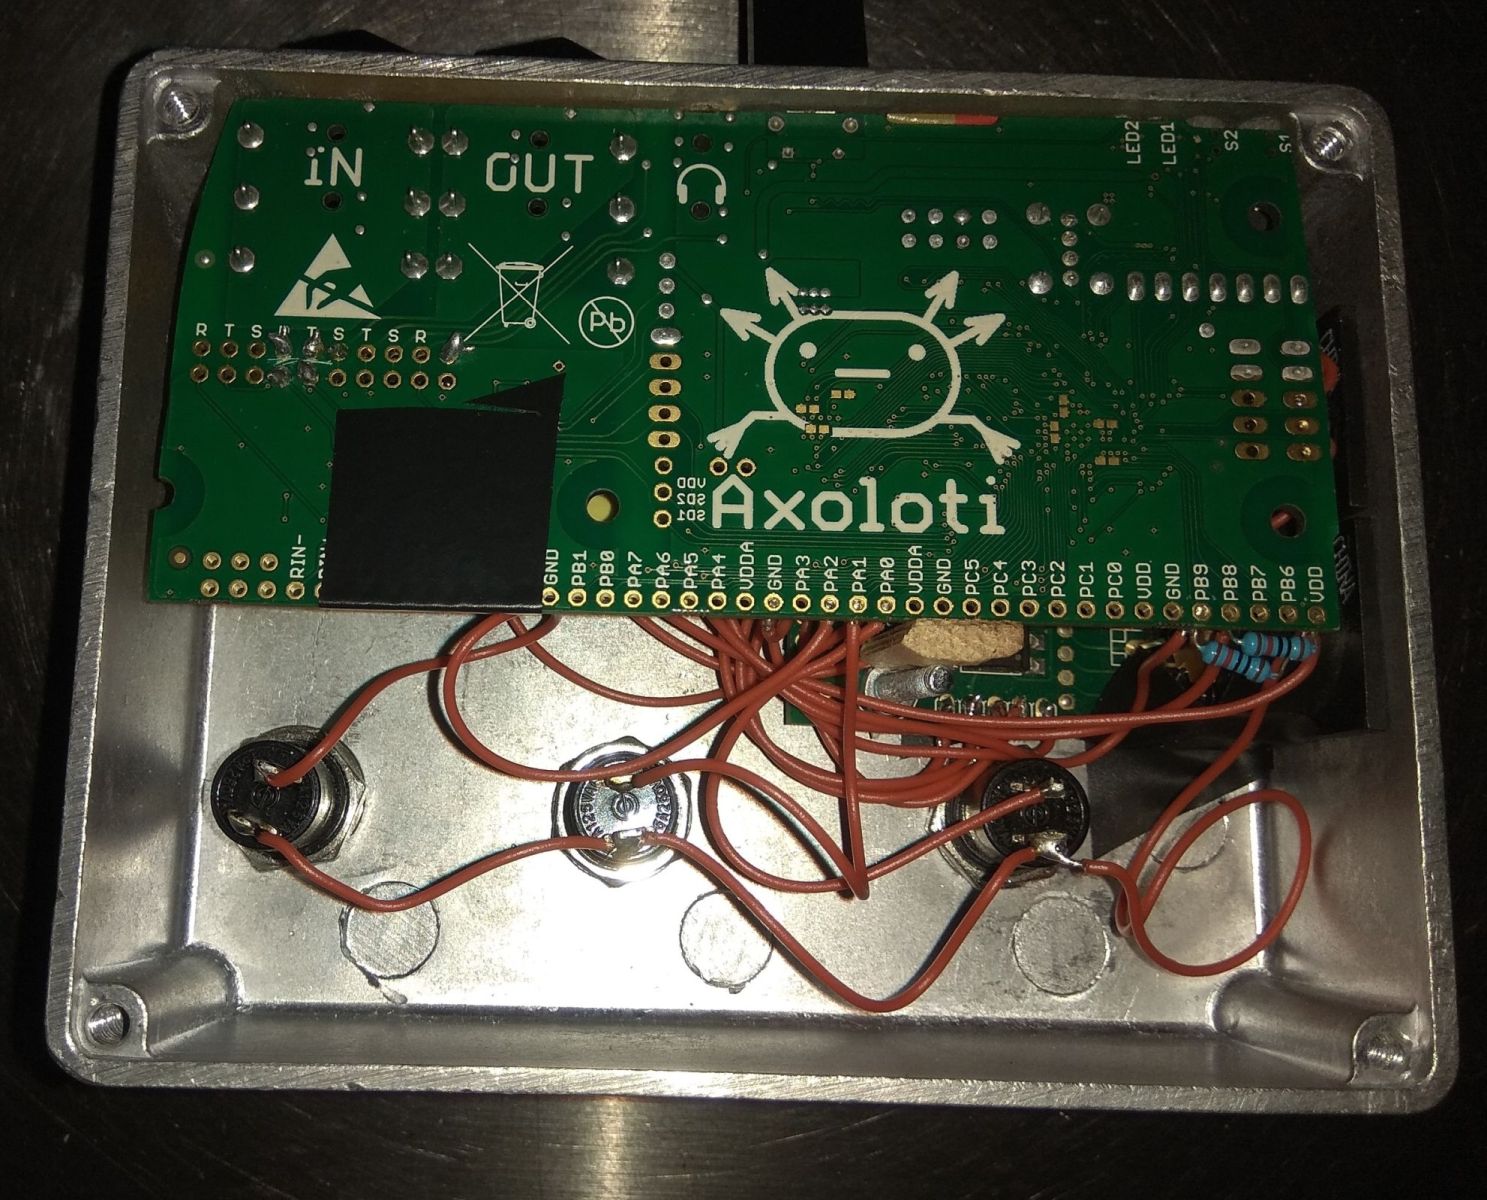 LED2
LED1
S2
S1
iN
OUT
Pb
R T S T S T S R
VDD
SD2
SD1
Axoloti
RIN-
GND
PB1
PB0
PA7
PA6
PA5
PA4
VDDA
GND
PA3
PA2
PA1
PA0
VDDA
GND
PC5
PC4
PC3
PC2
PC1
PC0
VDD
GND
PB9
PB8
PB7
PB6
VDD